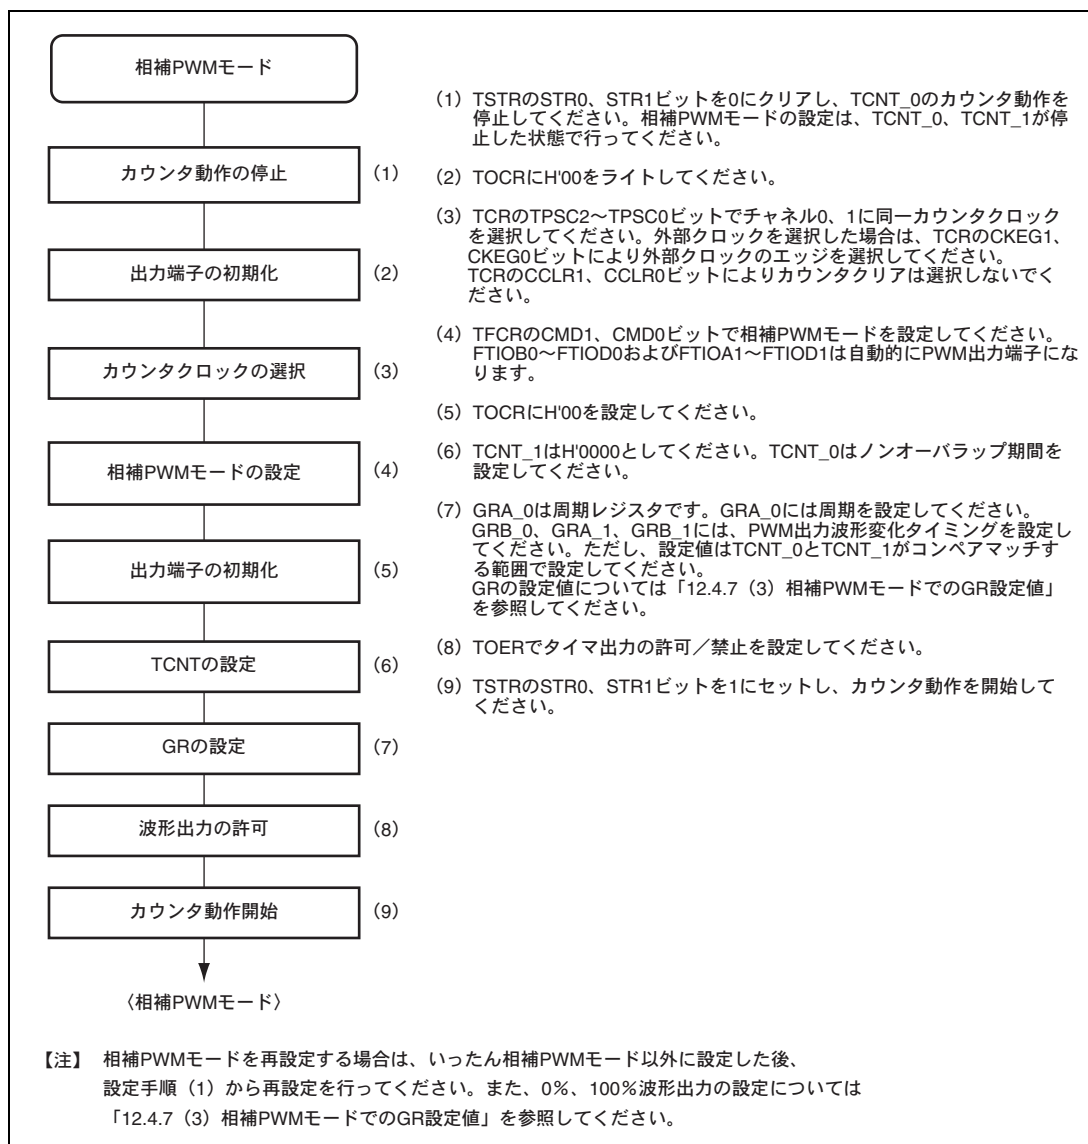 相補PWMモード
カウンタ動作の停止 (1)
出力端子の初期化 (2)
カウンタクロックの選択 (3)
相補PWMモードの設定 (4)
出力端子の初期化 (5)
TCNTの設定 (6)
GRの設定 (7)
波形出力の許可 (8)
カウンタ動作開始 (9)
〈相補PWMモード〉
(1) TSTRのSTR0、STR1ビットを0にクリアし、TCNT_0のカウンタ動作を
停止してください。相補PWMモードの設定は、TCNT_0、TCNT_1が停
止した状態で行ってください。
(2) TOCRにH'00をライトしてください。
(3) TCRのTPSC2～TPSC0ビットでチャネル0、1に同一カウンタクロック
を選択してください。外部クロックを選択した場合は、TCRのCKEG1、
CKEG0ビットにより外部クロックのエッジを選択してください。
TCRのCCLR1、CCLR0ビットによりカウンタクリアは選択しないでく
ださい。
(4) TFCRのCMD1、CMD0ビットで相補PWMモードを設定してください。
FTIOB0～FTIOD0およびFTIOA1～FTIOD1は自動的にPWM出力端子にな
ります。
(5) TOCRにH'00を設定してください。
(6) TCNT_1はH'0000としてください。TCNT_0はノンオーバラップ期間を
設定してください。
(7) GRA_0は周期レジスタです。GRA_0には周期を設定してください。
GRB_0、GRA_1、GRB_1には、PWM出力波形変化タイミングを設定し
てください。ただし、設定値はTCNT_0とTCNT_1がコンペアマッチす
る範囲で設定してください。
GRの設定値については「12.4.7（3）相補PWMモードでのGR設定値」
を参照してください。
(8) TOERでタイマ出力の許可／禁止を設定してください。
(9) TSTRのSTR0、STR1ビットを1にセットし、カウンタ動作を開始して
ください。
【注】 相補PWMモードを再設定する場合は、いったん相補PWMモード以外に設定した後、
設定手順（1）から再設定を行ってください。また、0％、100％波形出力の設定については
「12.4.7（3）相補PWMモードでのGR設定値」を参照してください。